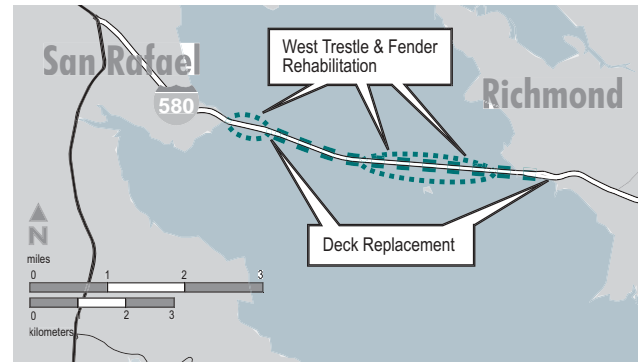 West Trestle & Fender
Rehabilitation
San Rafael
580
Richmond
Deck Replacement
N
miles
0 1 2 3
0 1 2 3
kilometers